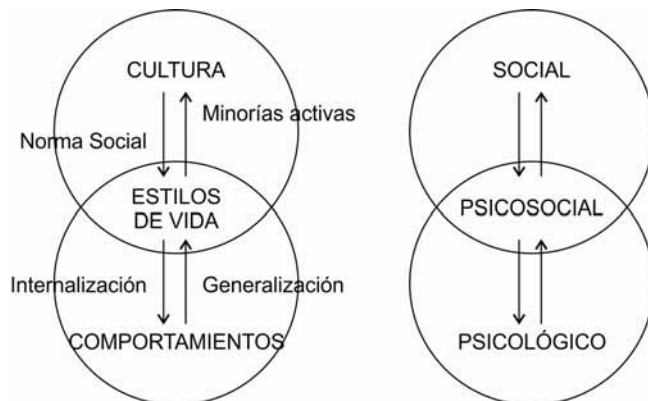 CULTURA
Minorías activas
Norma Social
ESTILOS
DE VIDA
Internalización
Generalización
COMPORTAMIENTOS
SOCIAL
PSICOSOCIAL
PSICOLÓGICO